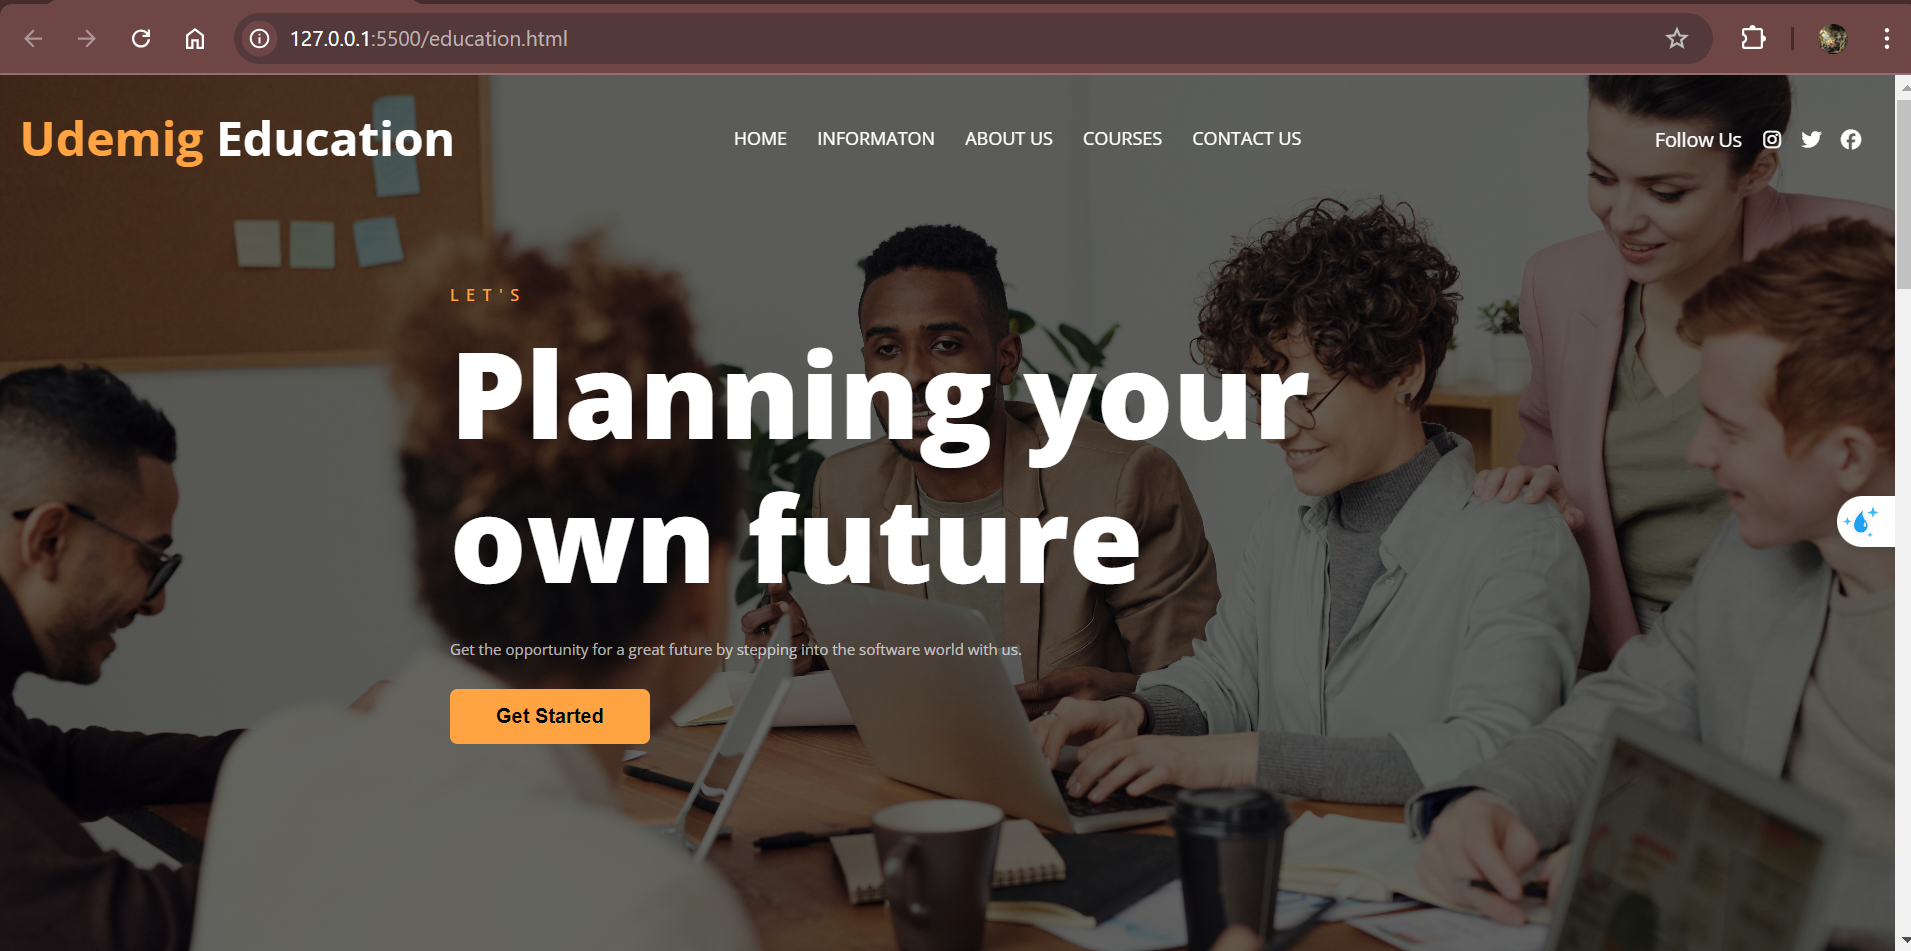 127.0.0.1:5500/education.html
Udemig Education
HOME INFORMATON ABOUT US COURSES CONTACT US
Follow Us
LET'S
Planning your
own future
Get the opportunity for a great future by stepping into the software world with us.
Get Started